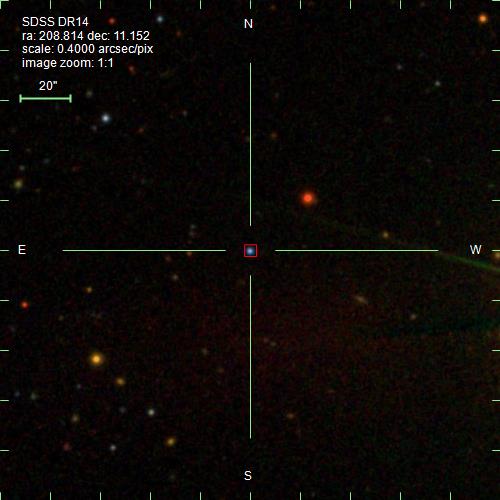 SDSS DR14
ra: 208.814 dec: 11.152
scale: 0.4000 arcsec/pix
image zoom: 1:1
20"
N
E
W
S